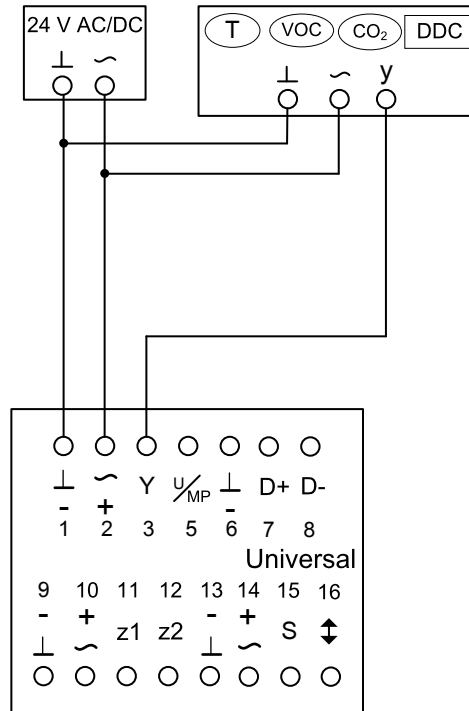 24 V AC/DC
T VOC CO₂ DDC
⊥ ~
⊥ ~ y
⊥ ~ Y U/MP ⊥ D+ D-
- + -
1 2 3 5 6 7 8
Universal
9 10 11 12 13 14 15 16
- + z1 z2 - + S ↕
⊥ ~ ⊥ ~